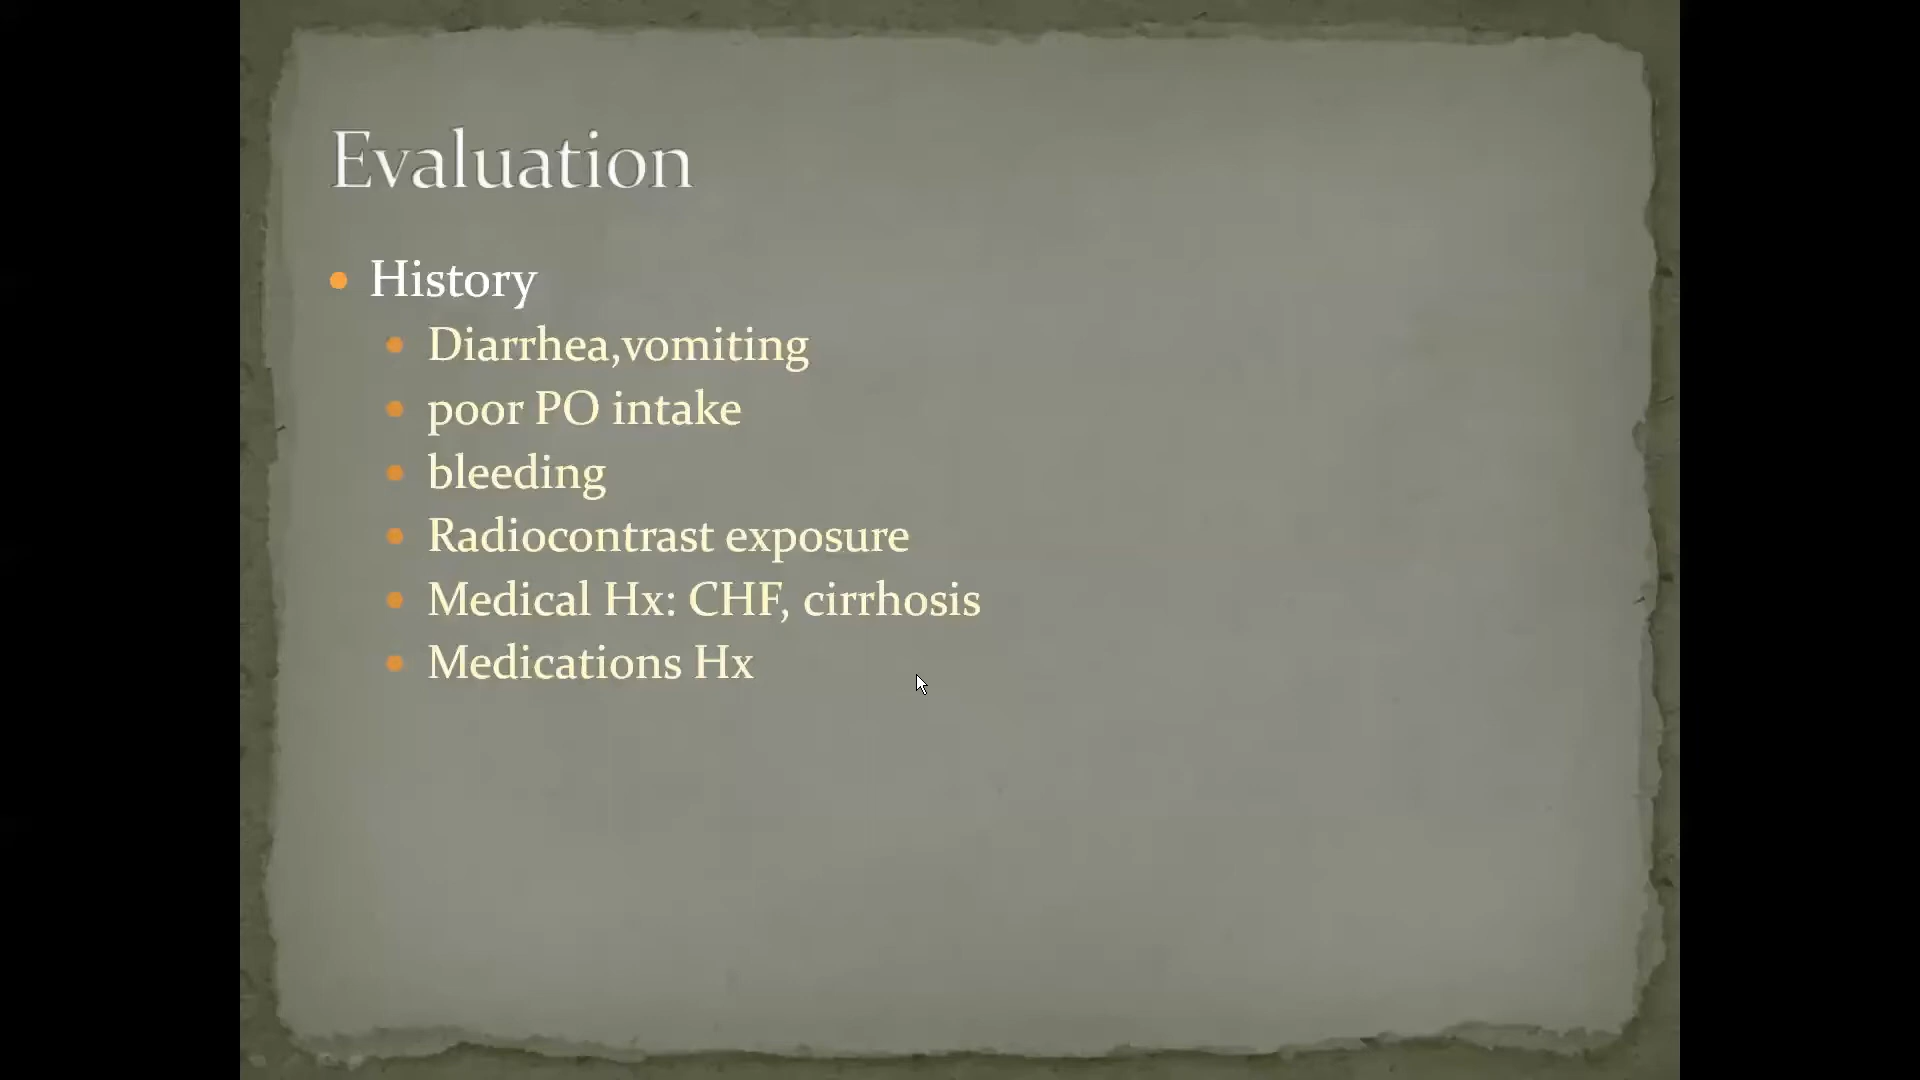 Evaluation
History
Diarrhea,vomiting
poor PO intake
bleeding
Radiocontrast exposure
Medical Hx: CHF, cirrhosis
Medications Hx